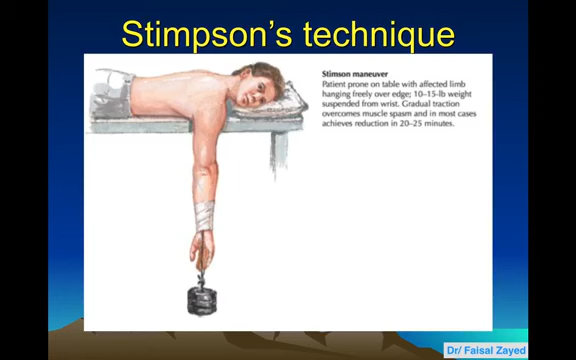 Stimpson's technique
Stimson maneuver
Patient prone on table with affected limb
hanging freely over edge; 10–15-lb weight
suspended from wrist. Gradual traction
overcomes muscle spasm and in most cases
achieves reduction in 20–25 minutes.
Dr/ Faisal Zayed